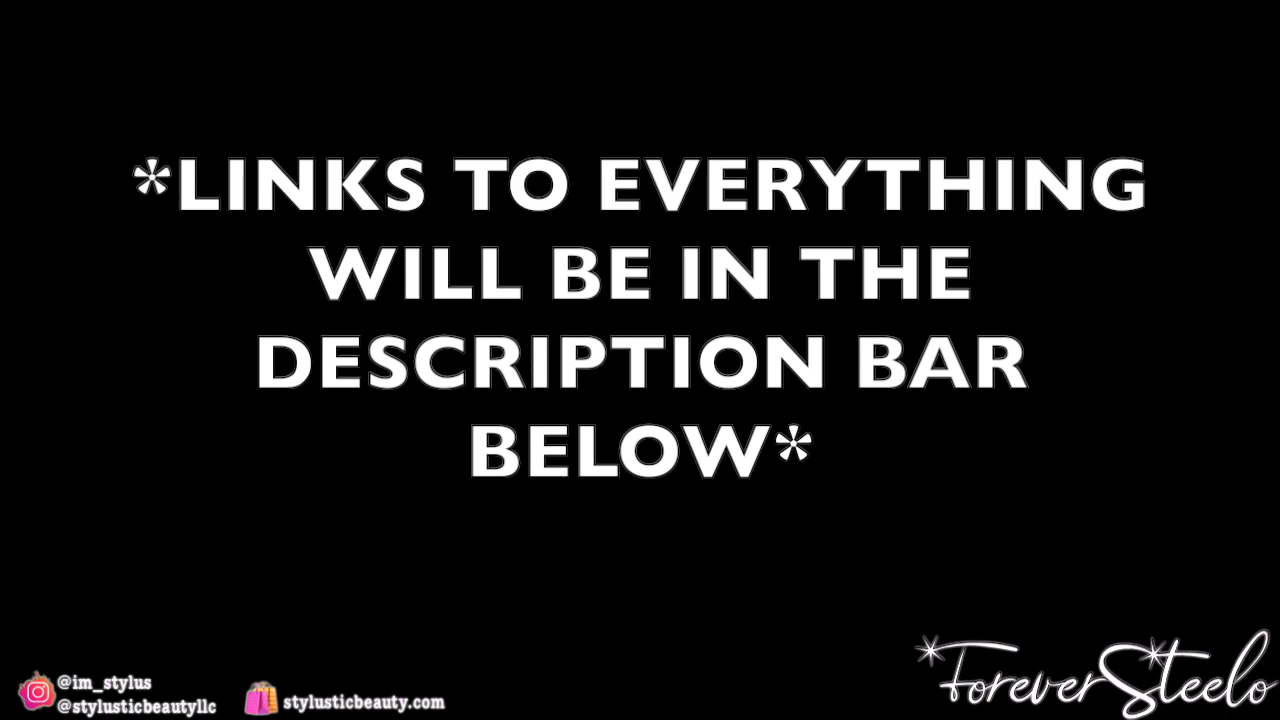 *LINKS TO EVERYTHING
WILL BE IN THE
DESCRIPTION BAR
BELOW*
@im_stylus
@stylusticbeautyllc
stylusticbeauty.com
ForeverSteelo